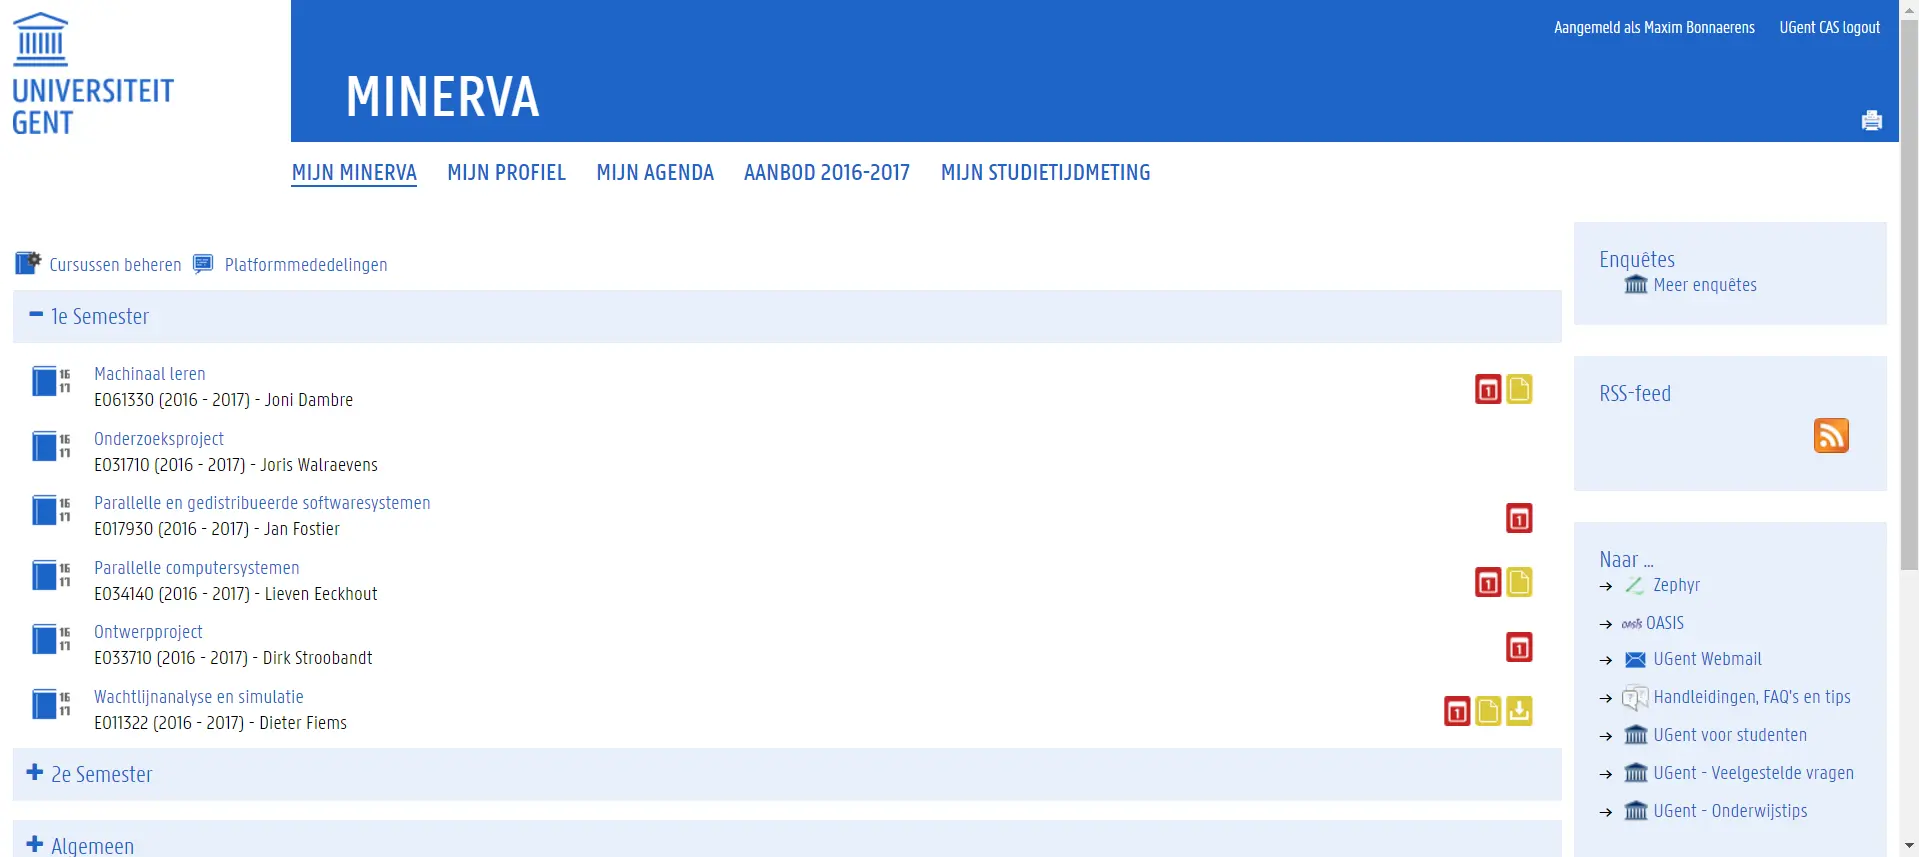 UNIVERSITEIT
GENT
Aangemeld als Maxim Bonnaerens UGent CAS logout
MINERVA
MIJN MINERVA MIJN PROFIEL MIJN AGENDA AANBOD 2016-2017 MIJN STUDIETIJDMETING
Cursussen beheren Platformmededelingen
1e Semester
16
17
Machinaal leren
E061330 (2016 - 2017) - Joni Dambre
1
16
17
Onderzoeksproject
E031710 (2016 - 2017) - Joris Walraevens
16
17
Parallelle en gedistribueerde softwaresystemen
E017930 (2016 - 2017) - Jan Fostier
1
16
17
Parallelle computersystemen
E034140 (2016 - 2017) - Lieven Eeckhout
1
16
17
Ontwerpproject
E033710 (2016 - 2017) - Dirk Stroobandt
1
16
17
Wachtlijnanalyse en simulatie
E011322 (2016 - 2017) - Dieter Fiems
1
2e Semester
Algemeen
Enquêtes
Meer enquêtes
RSS-feed
Naar ...
Zephyr
OASIS OASIS
UGent Webmail
Handleidingen, FAQ's en tips
UGent voor studenten
UGent - Veelgestelde vragen
UGent - Onderwijstips